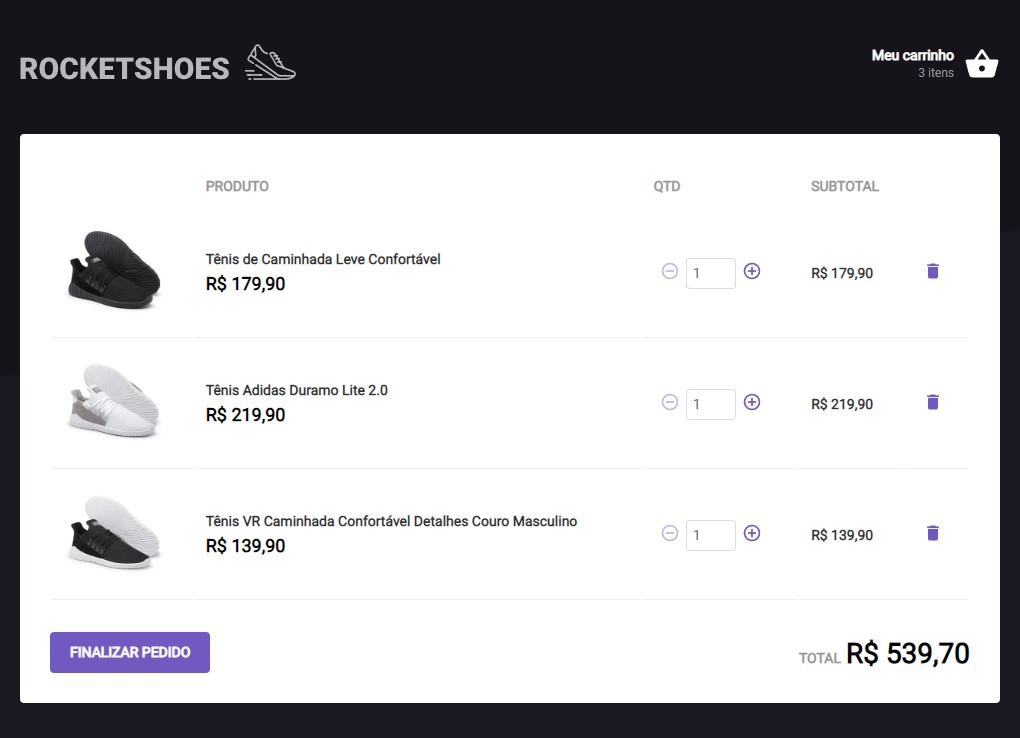 ROCKETSHOES
Meu carrinho
3 itens
PRODUTO QTD SUBTOTAL
Tênis de Caminhada Leve Confortável
R$ 179,90
1
R$ 179,90
Tênis Adidas Duramo Lite 2.0
R$ 219,90
1
R$ 219,90
Tênis VR Caminhada Confortável Detalhes Couro Masculino
R$ 139,90
1
R$ 139,90
FINALIZAR PEDIDO
TOTAL R$ 539,70